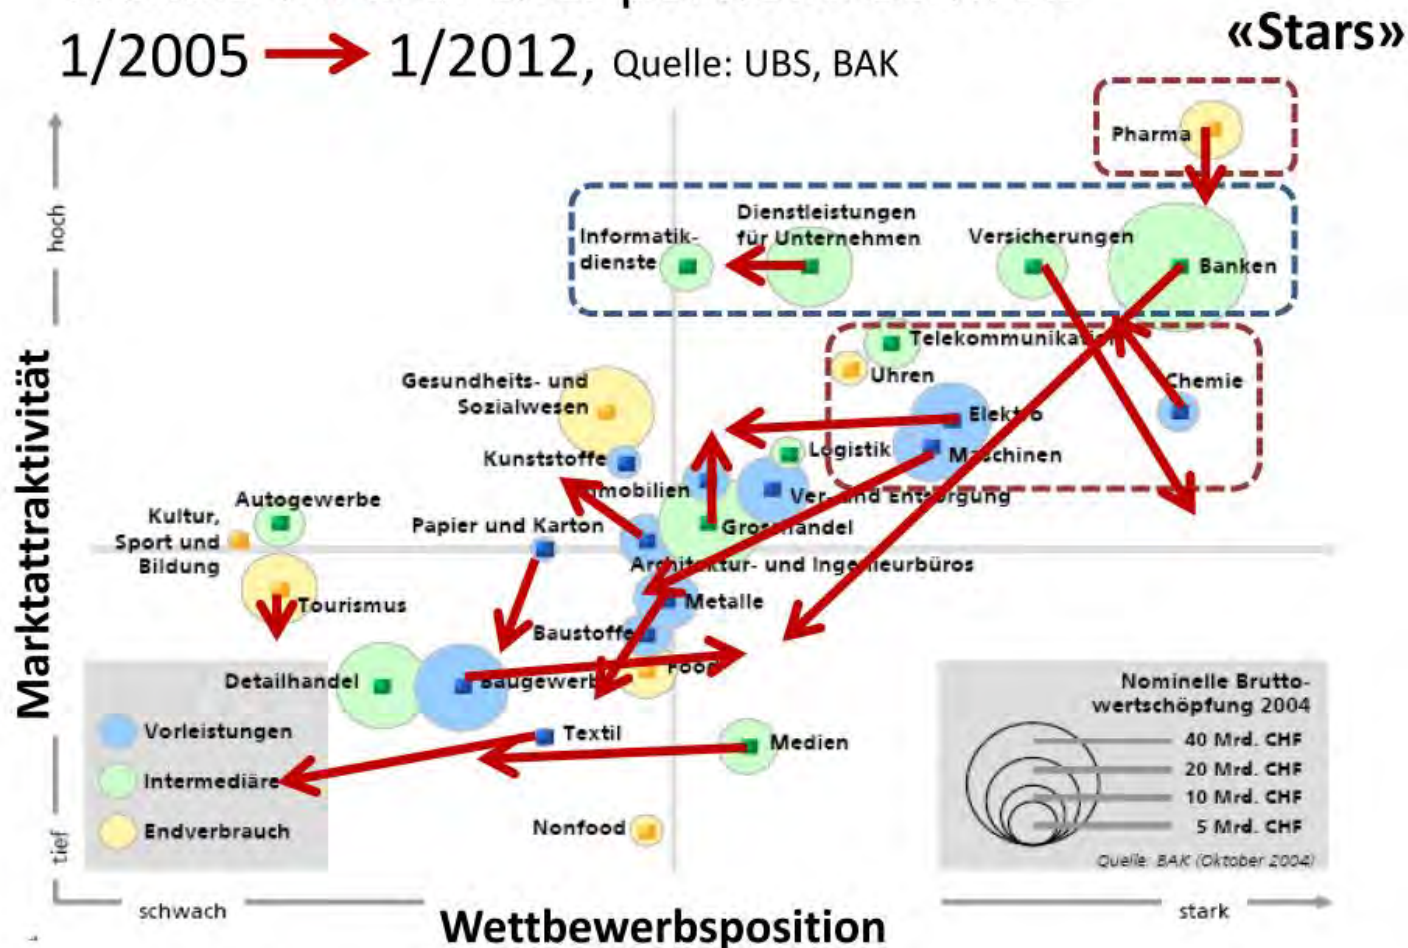 1/2005 → 1/2012, Quelle: UBS, BAK
«Stars»
Pharma
hoch
Informatik-
dienste
Dienstleistungen
für Unternehmen
Versicherungen
Banken
Telekommunikation
Uhren
Chemie
Gesundheits- und
Sozialwesen
Elektro
Kunststoffe
Logistik
Maschinen
Immobilien
Ver- und Entsorgung
Autogewerbe
Kultur,
Sport und
Bildung
Papier und Karton
Grosshandel
Architektur- und Ingenieurbüros
Tourismus
Metalle
Baustoffe
Food
Detailhandel
Baugewerbe
Textil
Medien
Nonfood
Vorleistungen
Intermediäre
Endverbrauch
Nominelle Brutto-
wertschöpfung 2004
40 Mrd. CHF
20 Mrd. CHF
10 Mrd. CHF
5 Mrd. CHF
Quelle: BAK (Oktober 2004)
Marktattraktivität
tief
schwach
Wettbewerbsposition
stark